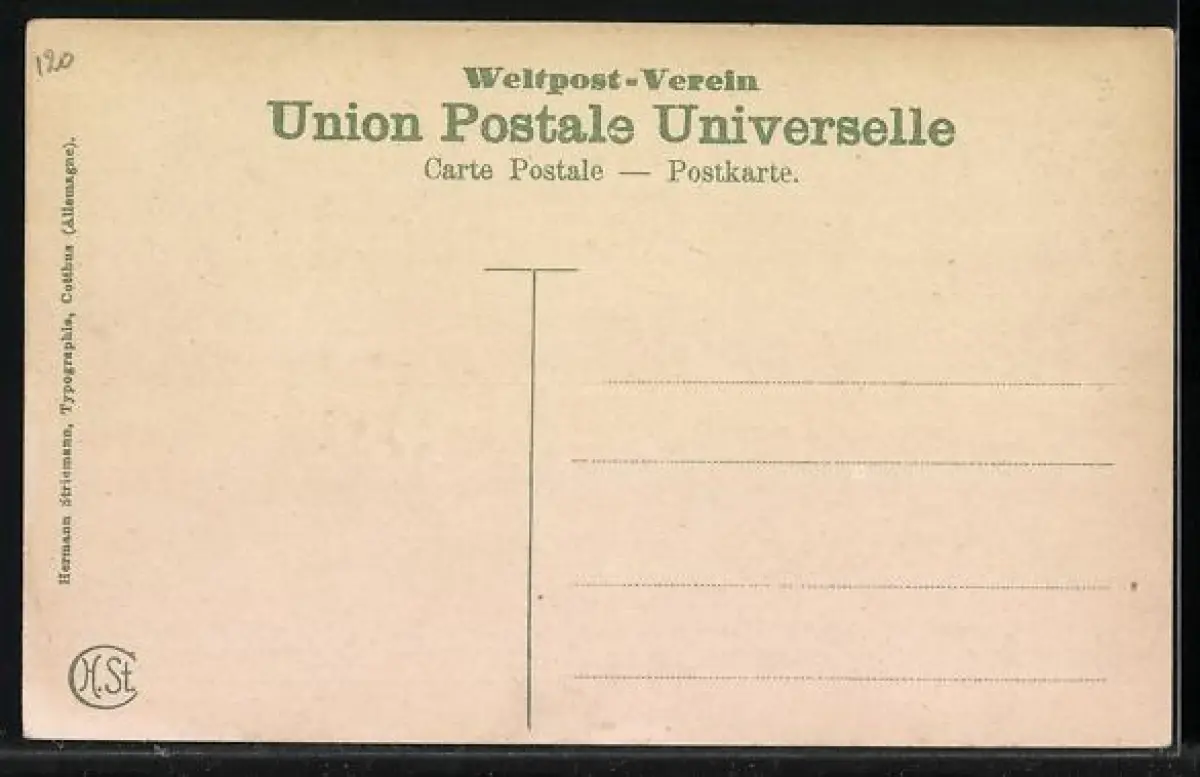 120
Weltpost-Verein
Union Postale Universelle
Carte Postale — Postkarte.
Hermann Striemann, Typographie, Cottbus (Allemagne).
H. St